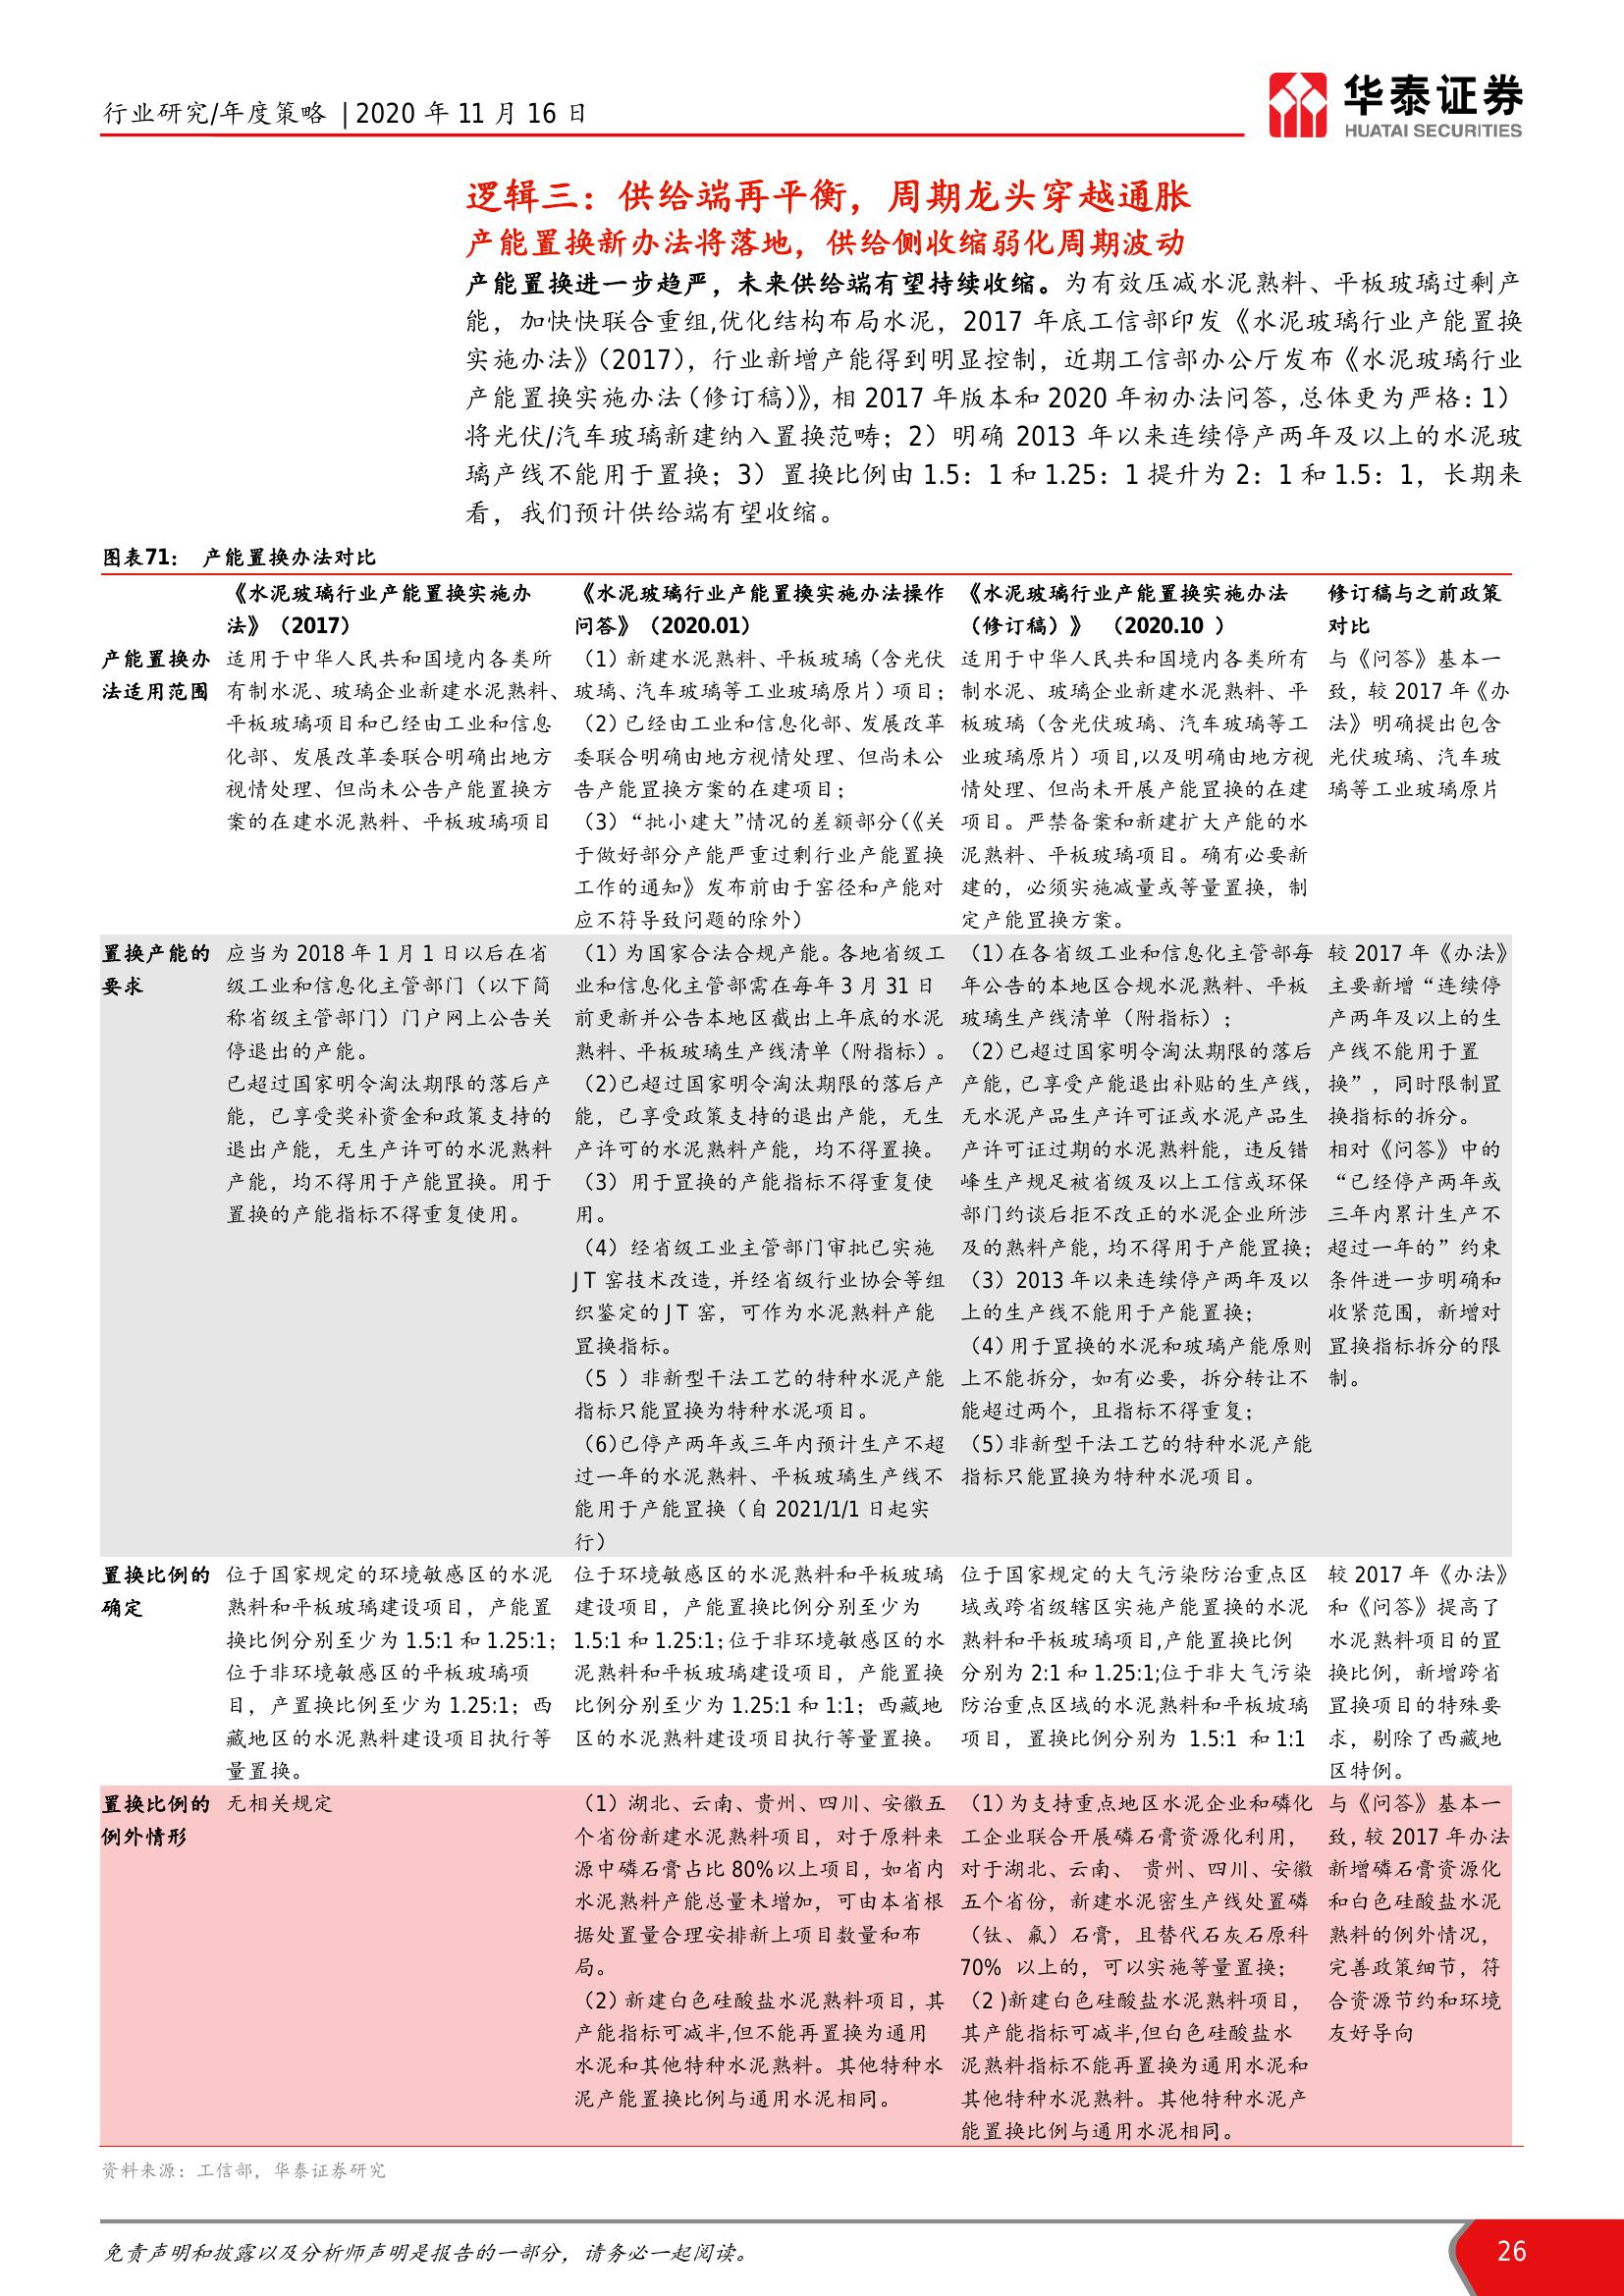 行业研究/年度策略 | 2020 年 11 月 16 日
华泰证券
HUATAI SECURITIES
逻辑三：供给端再平衡，周期龙头穿越通胀
产能置换新办法将落地，供给侧收缩弱化周期波动
产能置换进一步趋严，未来供给端有望持续收缩。为有效压减水泥熟料、平板玻璃过剩产
能，加快快联合重组,优化结构布局水泥，2017 年底工信部印发《水泥玻璃行业产能置换
实施办法》（2017），行业新增产能得到明显控制，近期工信部办公厅发布《水泥玻璃行业
产能置换实施办法（修订稿）》，相 2017 年版本和 2020 年初办法问答，总体更为严格：1）
将光伏/汽车玻璃新建纳入置换范畴；2）明确 2013 年以来连续停产两年及以上的水泥玻
璃产线不能用于置换；3）置换比例由 1.5：1 和 1.25：1 提升为 2：1 和 1.5：1，长期来
看，我们预计供给端有望收缩。
图表71： 产能置换办法对比
《水泥玻璃行业产能置换实施办
法》（2017）
《水泥玻璃行业产能置换实施办法操作
问答》（2020.01）
《水泥玻璃行业产能置换实施办法
（修订稿）》 （2020.10 ）
修订稿与之前政策
对比
产能置换办
法适用范围
适用于中华人民共和国境内各类所
有制水泥、玻璃企业新建水泥熟料、
平板玻璃项目和已经由工业和信息
化部、发展改革委联合明确出地方
视情处理、但尚未公告产能置换方
案的在建水泥熟料、平板玻璃项目
（1）新建水泥熟料、平板玻璃（含光伏
玻璃、汽车玻璃等工业玻璃原片）项目；
（2）已经由工业和信息化部、发展改革
委联合明确由地方视情处理、但尚未公
告产能置换方案的在建项目；
（3）“批小建大”情况的差额部分（《关
于做好部分产能严重过剩行业产能置换
工作的通知》发布前由于窑径和产能对
应不符导致问题的除外）
适用于中华人民共和国境内各类所有
制水泥、玻璃企业新建水泥熟料、平
板玻璃（含光伏玻璃、汽车玻璃等工
业玻璃原片）项目,以及明确由地方视
情处理、但尚未开展产能置换的在建
项目。严禁备案和新建扩大产能的水
泥熟料、平板玻璃项目。确有必要新
建的，必须实施减量或等量置换，制
定产能置换方案。
与《问答》基本一
致，较 2017 年《办
法》明确提出包含
光伏玻璃、汽车玻
璃等工业玻璃原片
置换产能的
要求
应当为 2018 年 1 月 1 日以后在省
级工业和信息化主管部门（以下简
称省级主管部门）门户网上公告关
停退出的产能。
已超过国家明令淘汰期限的落后产
能，已享受奖补资金和政策支持的
退出产能，无生产许可的水泥熟料
产能，均不得用于产能置换。用于
置换的产能指标不得重复使用。
（1）为国家合法合规产能。各地省级工
业和信息化主管部需在每年 3 月 31 日
前更新并公告本地区截出上年底的水泥
熟料、平板玻璃生产线清单（附指标）。
（2）已超过国家明令淘汰期限的落后产
能，已享受政策支持的退出产能，无生
产许可的水泥熟料产能，均不得置换。
（3）用于置换的产能指标不得重复使
用。
（4）经省级工业主管部门审批已实施
JT 窑技术改造，并经省级行业协会等组
织鉴定的 JT 窑，可作为水泥熟料产能
置换指标。
（5 ）非新型干法工艺的特种水泥产能
指标只能置换为特种水泥项目。
（6）已停产两年或三年内预计生产不超
过一年的水泥熟料、平板玻璃生产线不
能用于产能置换（自 2021/1/1 日起实
行）
（1）在各省级工业和信息化主管部每
年公告的本地区合规水泥熟料、平板
玻璃生产线清单（附指标）；
（2）已超过国家明令淘汰期限的落后
产能，已享受产能退出补贴的生产线，
无水泥产品生产许可证或水泥产品生
产许可证过期的水泥熟料能，违反错
峰生产规足被省级及以上工信或环保
部门约谈后拒不改正的水泥企业所涉
及的熟料产能，均不得用于产能置换；
（3）2013 年以来连续停产两年及以
上的生产线不能用于产能置换；
（4）用于置换的水泥和玻璃产能原则
上不能拆分，如有必要，拆分转让不
能超过两个，且指标不得重复；
（5）非新型干法工艺的特种水泥产能
指标只能置换为特种水泥项目。
较 2017 年《办法》
主要新增“连续停
产两年及以上的生
产线不能用于置
换”，同时限制置
换指标的拆分。
相对《问答》中的
“已经停产两年或
三年内累计生产不
超过一年的”约束
条件进一步明确和
收紧范围，新增对
置换指标拆分的限
制。
置换比例的
确定
位于国家规定的环境敏感区的水泥
熟料和平板玻璃建设项目，产能置
换比例分别至少为 1.5:1 和 1.25:1；
位于非环境敏感区的平板玻璃项
目，产置换比例至少为 1.25:1；西
藏地区的水泥熟料建设项目执行等
量置换。
位于环境敏感区的水泥熟料和平板玻璃
建设项目，产能置换比例分别至少为
1.5:1 和 1.25:1；位于非环境敏感区的水
泥熟料和平板玻璃建设项目，产能置换
比例分别至少为 1.25:1 和 1:1；西藏地
区的水泥熟料建设项目执行等量置换。
位于国家规定的大气污染防治重点区
域或跨省级辖区实施产能置换的水泥
熟料和平板玻璃项目,产能置换比例
分别为 2:1 和 1.25:1;位于非大气污染
防治重点区域的水泥熟料和平板坡璃
项目，置换比例分别为 1.5:1 和 1:1
较 2017 年《办法》
和《问答》提高了
水泥熟料项目的置
换比例，新增跨省
置换项目的特殊要
求，剔除了西藏地
区特例。
置换比例的
例外情形
无相关规定
（1）湖北、云南、贵州、四川、安徽五
个省份新建水泥熟料项目，对于原料来
源中磷石膏占比 80%以上项目，如省内
水泥熟料产能总量未增加，可由本省根
据处置量合理安排新上项目数量和布
局。
（2）新建白色硅酸盐水泥熟料项目，其
产能指标可减半,但不能再置换为通用
水泥和其他特种水泥熟料。其他特种水
泥产能置换比例与通用水泥相同。
（1）为支持重点地区水泥企业和磷化
工企业联合开展磷石膏资源化利用，
对于湖北、云南、 贵州、四川、安徽
五个省份，新建水泥密生产线处置磷
（钛、氟）石膏，且替代石灰石原科
70% 以上的，可以实施等量置换；
（2 )新建白色硅酸盐水泥熟料项目，
其产能指标可减半,但白色硅酸盐水
泥熟料指标不能再置换为通用水泥和
其他特种水泥熟料。其他特种水泥产
能置换比例与通用水泥相同。
与《问答》基本一
致，较 2017 年办法
新增磷石膏资源化
和白色硅酸盐水泥
熟料的例外情况，
完善政策细节，符
合资源节约和环境
友好导向
资料来源：工信部，华泰证券研究
免责声明和披露以及分析师声明是报告的一部分，请务必一起阅读。
26